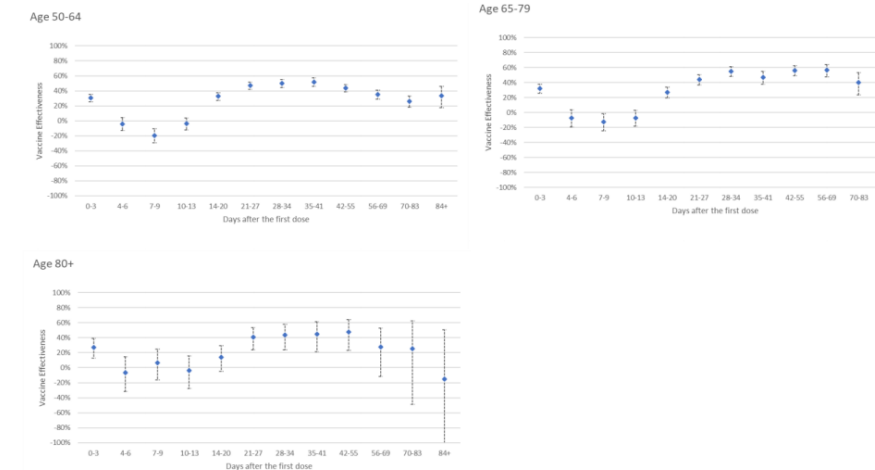 Age 50-64
100%
80%
60%
40%
20%
0%
-20%
-40%
-60%
-80%
-100%
Vaccine Effectiveness
0-3 4-6 7-9 10-13 14-20 21-27 28-34 35-41 42-55 56-69 70-83 84+
Days after the first dose
Age 65-79
100%
80%
60%
40%
20%
0%
-20%
-40%
-60%
-80%
-100%
Vaccine Effectiveness
0-3 4-6 7-9 10-13 14-20 21-27 28-34 35-41 42-55 56-69 70-83
Days after the first dose
Age 80+
100%
80%
60%
40%
20%
0%
-20%
-40%
-60%
-80%
-100%
Vaccine Effectiveness
0-3 4-6 7-9 10-13 14-20 21-27 28-34 35-41 42-55 56-69 70-83 84+
Days after the first dose